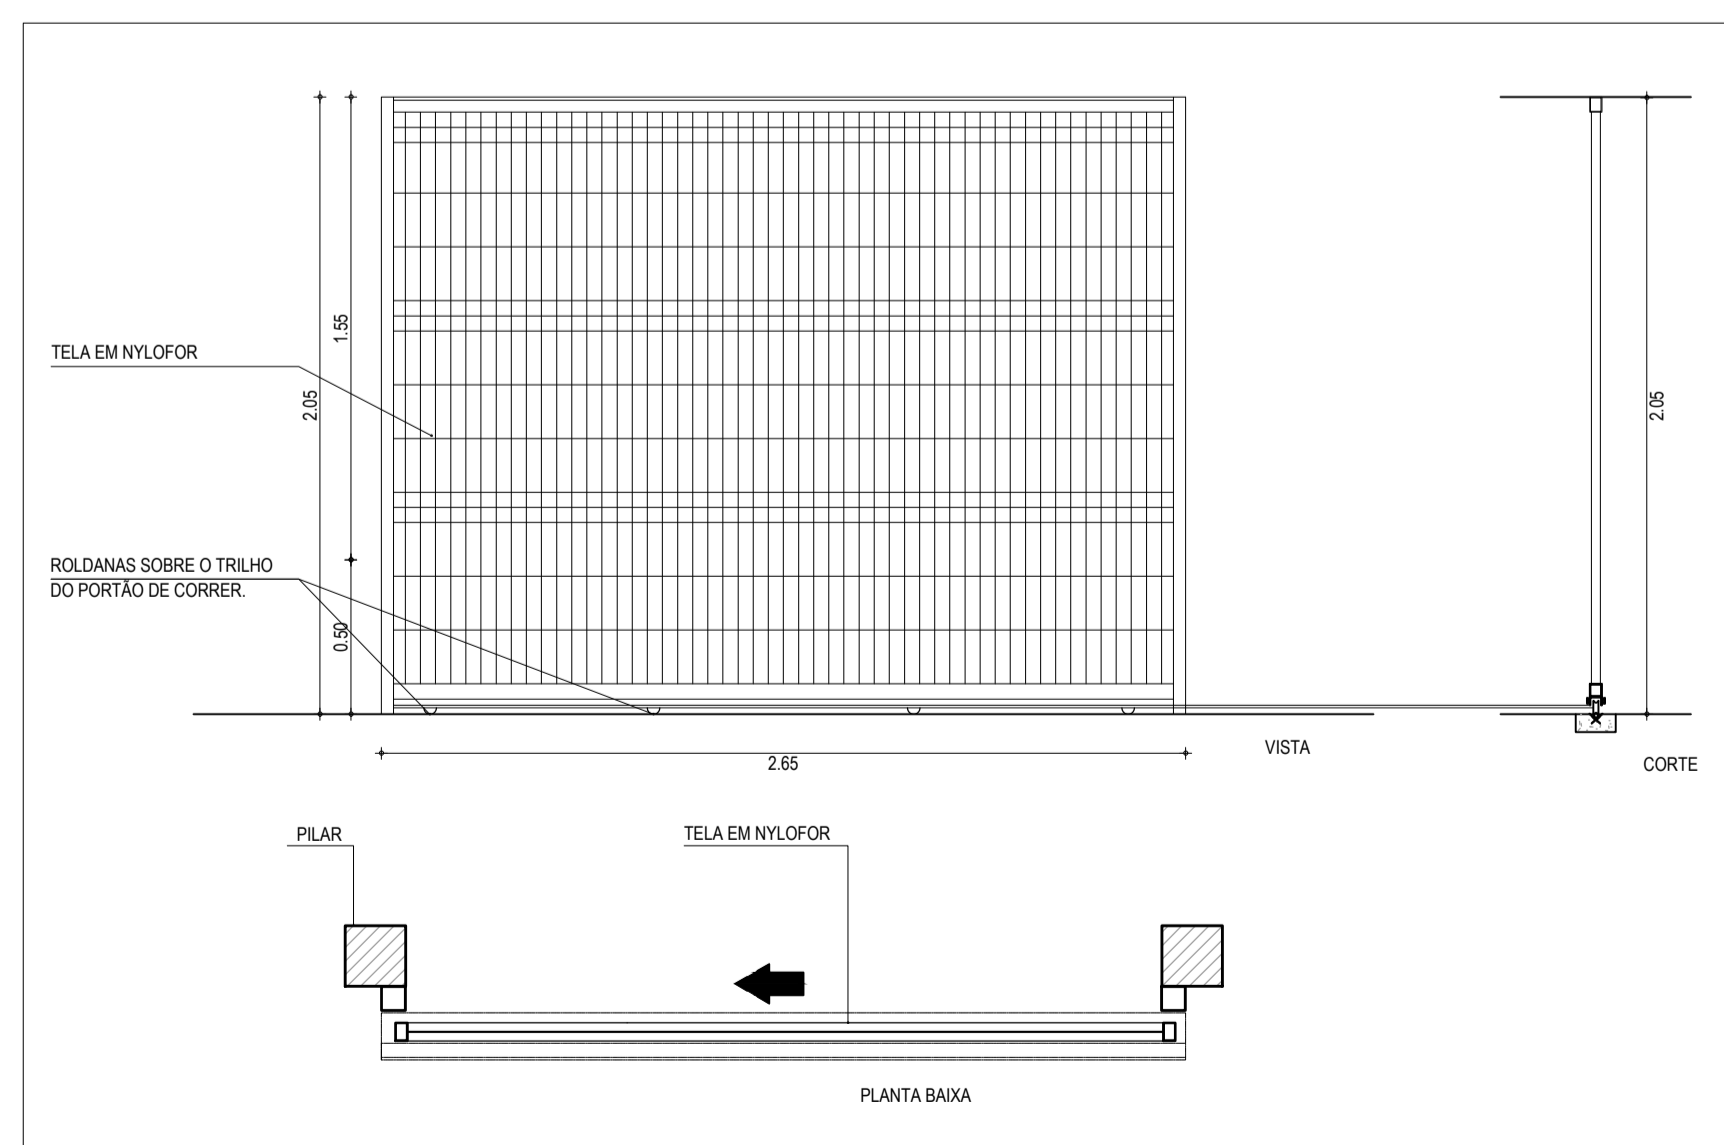 1.55
TELA EM NYLOFOR
2.05
2.05
ROLDANAS SOBRE O TRILHO
DO PORTÃO DE CORRER.
0.50
VISTA
2.65
CORTE
PILAR
TELA EM NYLOFOR
PLANTA BAIXA